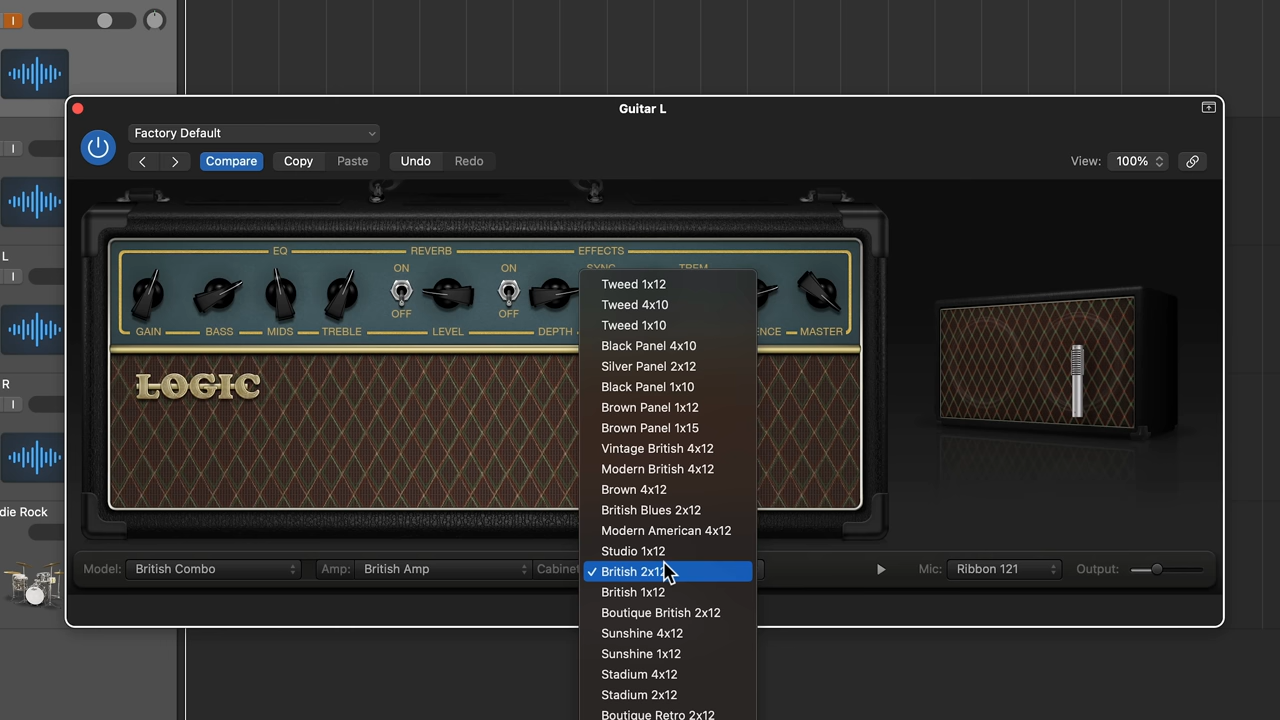 I
Guitar L
Factory Default
Compare
Copy
Paste
Undo
Redo
View:
100%
I
L
I
R
I
die Rock
EQ
REVERB
EFFECTS
ON
ON
OFF
OFF
GAIN
BASS
MIDS
TREBLE
LEVEL
DEPTH
MASTER
LOGIC
Tweed 1x12
Tweed 4x10
Tweed 1x10
Black Panel 4x10
Silver Panel 2x12
Black Panel 1x10
Brown Panel 1x12
Brown Panel 1x15
Vintage British 4x12
Modern British 4x12
Brown 4x12
British Blues 2x12
Modern American 4x12
Studio 1x12
British 2x12
British 1x12
Boutique British 2x12
Sunshine 4x12
Sunshine 1x12
Stadium 4x12
Stadium 2x12
Boutique Retro 2x12
Model:
British Combo
Amp:
British Amp
Cabinet
Mic:
Ribbon 121
Output: